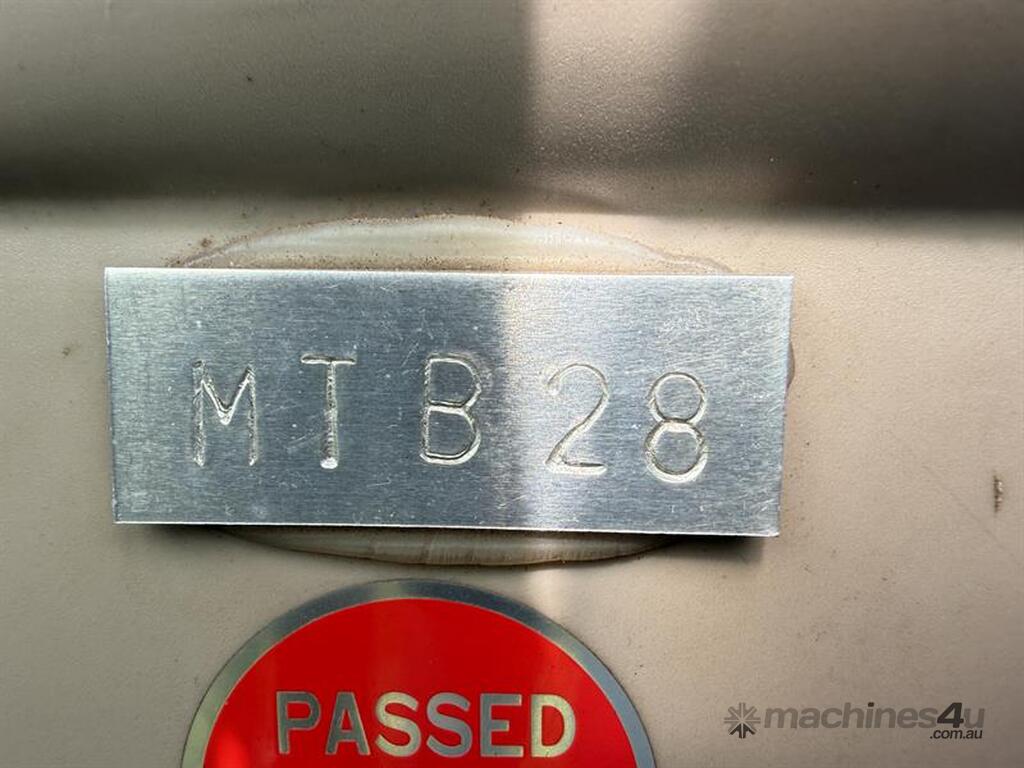 MTB28
PASSED
machines4u
.com.au